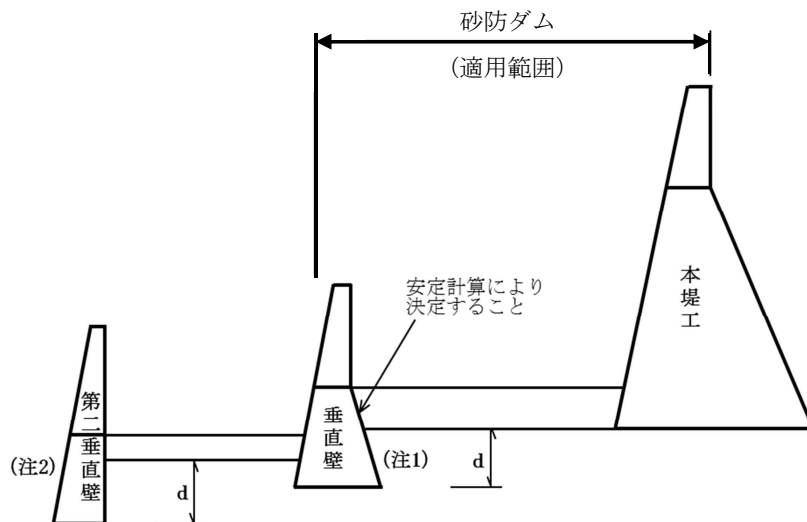 砂防ダム
(適用範囲)
本堤工
安定計算により
決定すること
垂直壁
(注1)
d
第二垂直壁
(注2)
d